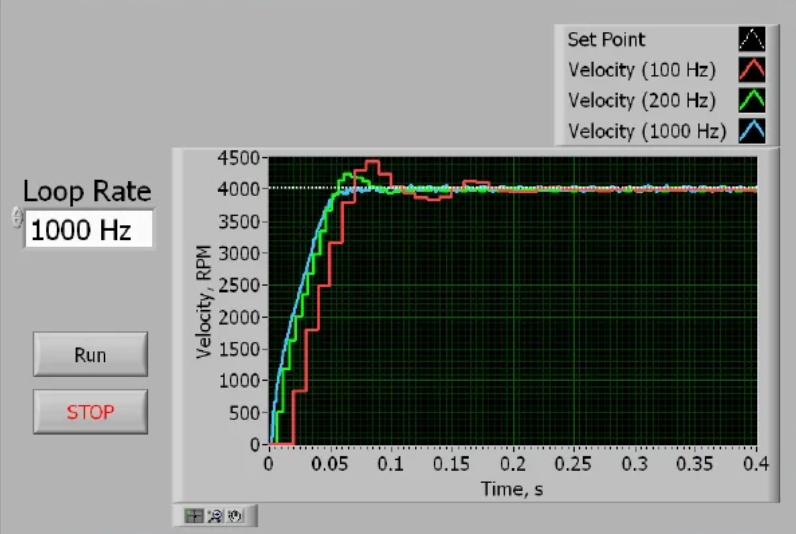 Set Point
Velocity (100 Hz)
Velocity (200 Hz)
Velocity (1000 Hz)
Loop Rate
1000 Hz
Run
STOP
Velocity, RPM
4500
4000
3500
3000
2500
2000
1500
1000
500
0
0 0.05 0.1 0.15 0.2 0.25 0.3 0.35 0.4
Time, s